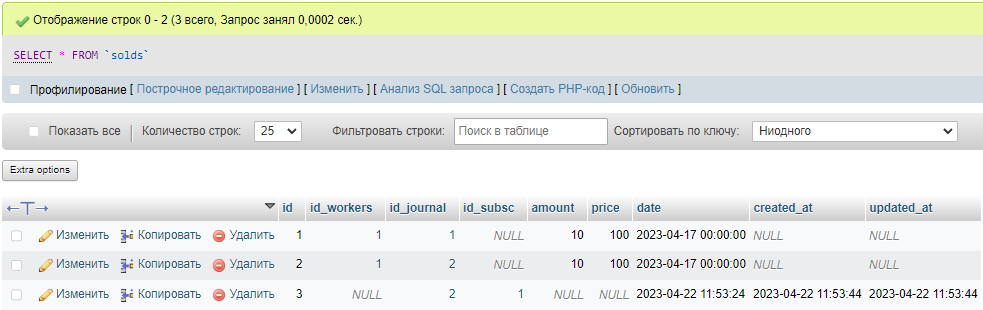 Отображение строк 0 - 2 (3 всего, Запрос занял 0,0002 сек.)
SELECT * FROM `solds`
Профилирование [ Построчное редактирование ] [ Изменить ] [ Анализ SQL запроса ] [ Создать PHP-код ] [ Обновить ]
Показать все Количество строк: 25 Фильтровать строки: Поиск в таблице Сортировать по ключу: Ниодного
Extra options
←T→ id id_workers id_journal id_subsc amount price date created_at updated_at
Изменить Копировать Удалить 1 1 1 NULL 10 100 2023-04-17 00:00:00 NULL NULL
Изменить Копировать Удалить 2 1 2 NULL 10 100 2023-04-17 00:00:00 NULL NULL
Изменить Копировать Удалить 3 NULL 2 1 NULL NULL 2023-04-22 11:53:24 2023-04-22 11:53:44 2023-04-22 11:53:44